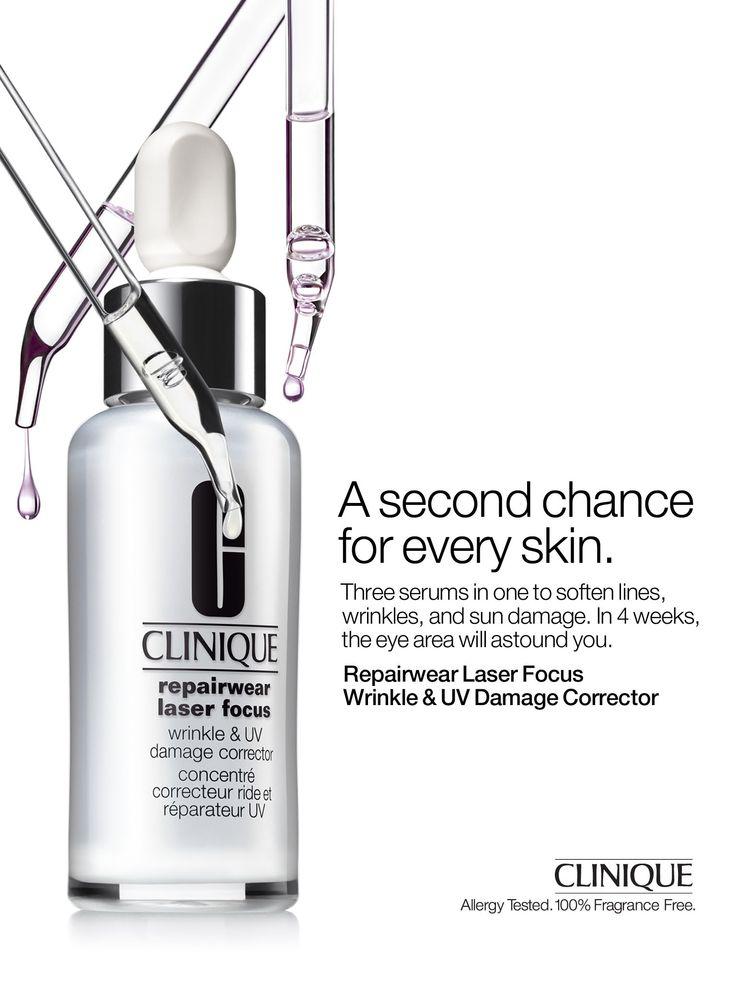 CLINIQUE
repairwear
laser focus
wrinkle & UV
damage corrector
concentré
correcteur ride et
réparateur UV
A second chance
for every skin.
Three serums in one to soften lines,
wrinkles, and sun damage. In 4 weeks,
the eye area will astound you.
Repairwear Laser Focus
Wrinkle & UV Damage Corrector
CLINIQUE
Allergy Tested. 100% Fragrance Free.